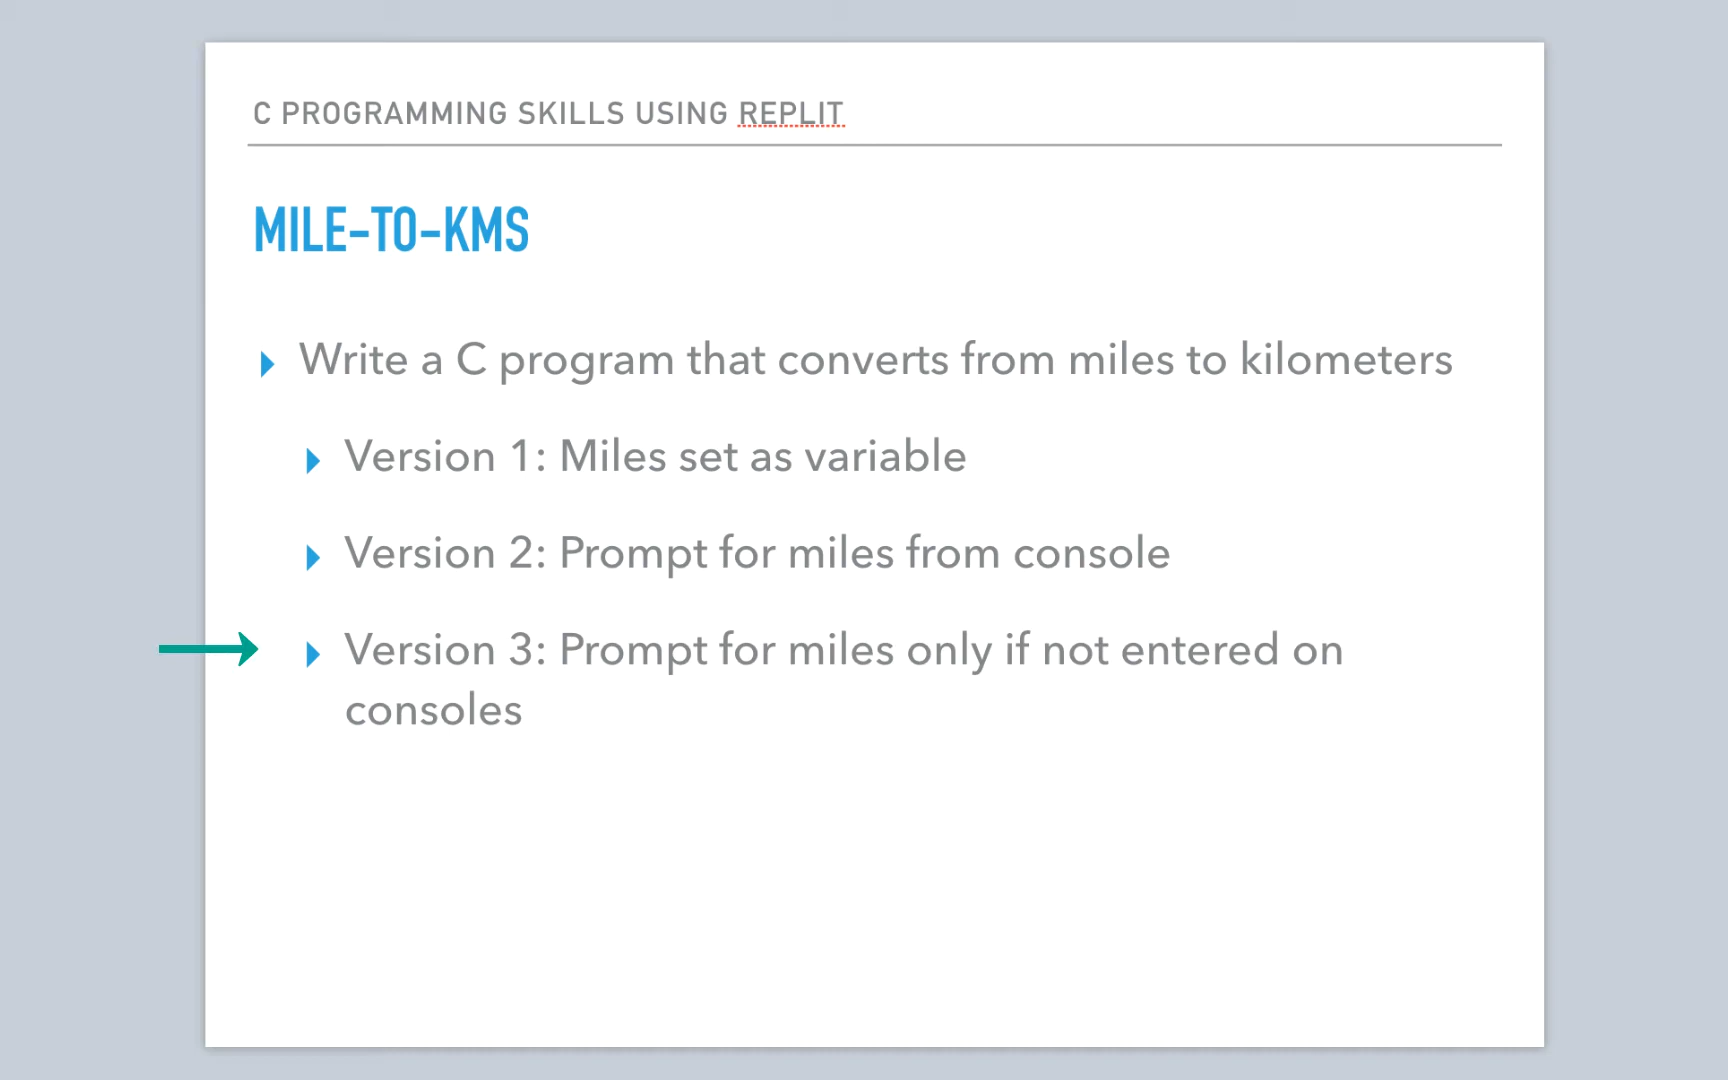 C PROGRAMMING SKILLS USING REPLIT
MILE-TO-KMS
Write a C program that converts from miles to kilometers
Version 1: Miles set as variable
Version 2: Prompt for miles from console
Version 3: Prompt for miles only if not entered on
consoles